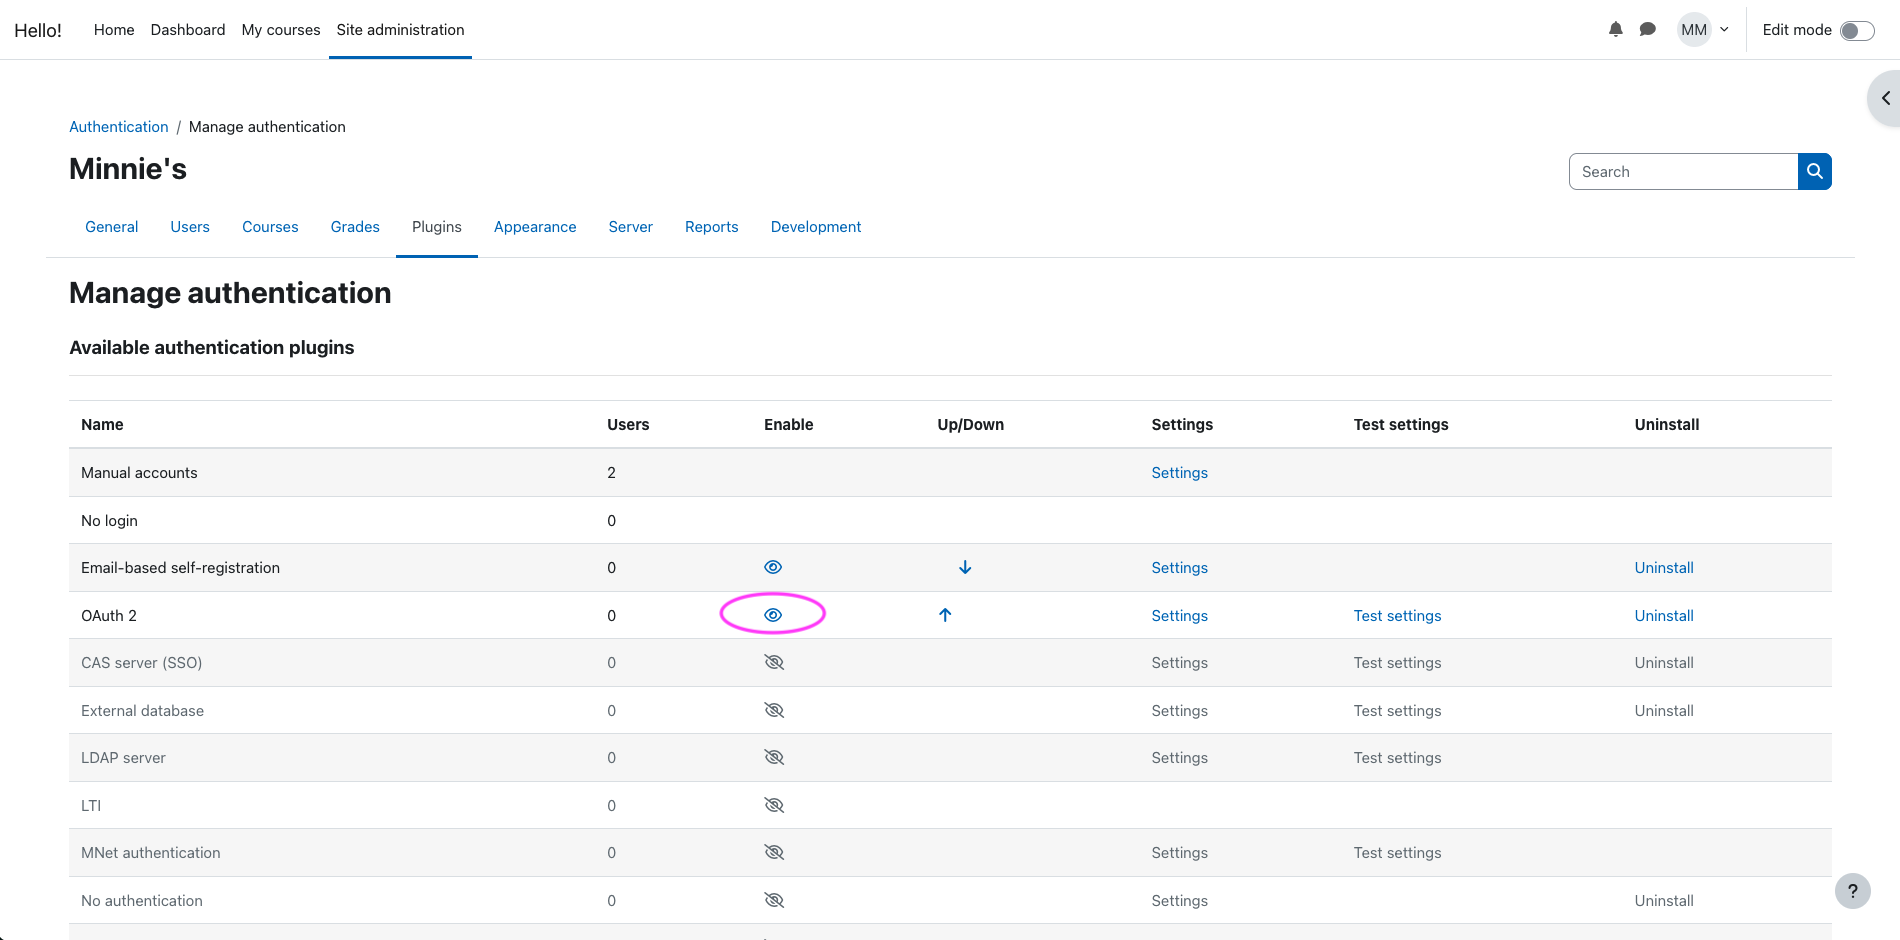 Hello! Home Dashboard My courses Site administration MM Edit mode
Authentication / Manage authentication
Minnie's
Search
General Users Courses Grades Plugins Appearance Server Reports Development
Manage authentication
Available authentication plugins
Name Users Enable Up/Down Settings Test settings Uninstall
Manual accounts 2 Settings
No login 0
Email-based self-registration 0 Settings Uninstall
OAuth 2 0 Settings Test settings Uninstall
CAS server (SSO) 0 Settings Test settings Uninstall
External database 0 Settings Test settings Uninstall
LDAP server 0 Settings Test settings
LTI 0
MNet authentication 0 Settings Test settings
No authentication 0 Settings Uninstall
?